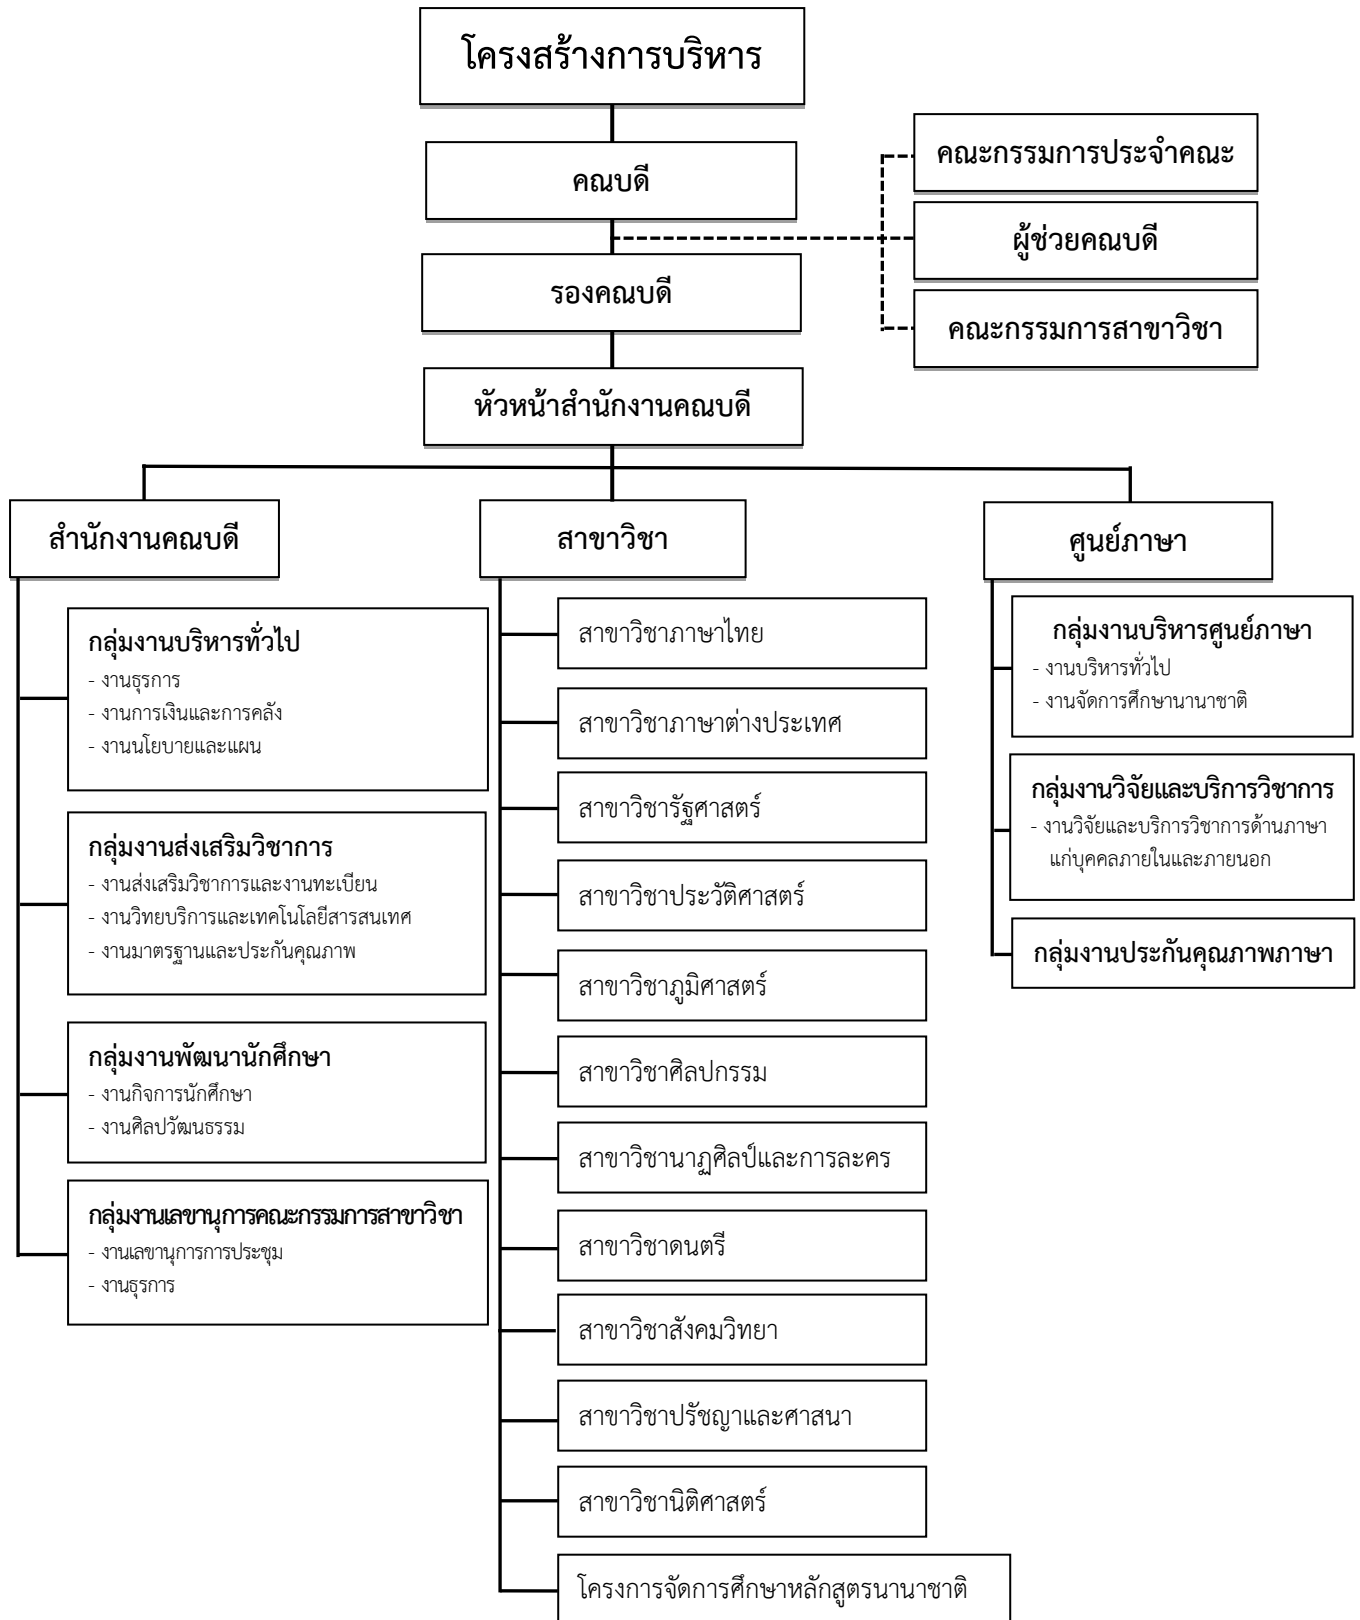 โครงสร้างการบริหาร
คณบดี
คณะกรรมการประจำคณะ
ผู้ช่วยคณบดี
คณะกรรมการสาขาวิชา
รองคณบดี
หัวหน้าสำนักงานคณบดี
สำนักงานคณบดี
กลุ่มงานบริหารทั่วไป
- งานธุรการ
- งานการเงินและการคลัง
- งานนโยบายและแผน
กลุ่มงานส่งเสริมวิชาการ
- งานส่งเสริมวิชาการและงานทะเบียน
- งานวิทยบริการและเทคโนโลยีสารสนเทศ
- งานมาตรฐานและประกันคุณภาพ
กลุ่มงานพัฒนานักศึกษา
- งานกิจการนักศึกษา
- งานศิลปวัฒนธรรม
กลุ่มงานเลขานุการคณะกรรมการสาขาวิชา
- งานเลขานุการการประชุม
- งานธุรการ
สาขาวิชา
สาขาวิชาภาษาไทย
สาขาวิชาภาษาต่างประเทศ
สาขาวิชารัฐศาสตร์
สาขาวิชาประวัติศาสตร์
สาขาวิชาภูมิศาสตร์
สาขาวิชาศิลปกรรม
สาขาวิชานาฏศิลป์และการละคร
สาขาวิชาดนตรี
สาขาวิชาสังคมวิทยา
สาขาวิชาปรัชญาและศาสนา
สาขาวิชานิติศาสตร์
โครงการจัดการศึกษาหลักสูตรนานาชาติ
ศูนย์ภาษา
กลุ่มงานบริหารศูนย์ภาษา
- งานบริหารทั่วไป
- งานจัดการศึกษานานาชาติ
กลุ่มงานวิจัยและบริการวิชาการ
- งานวิจัยและบริการวิชาการด้านภาษา
แก่บุคคลภายในและภายนอก
กลุ่มงานประกันคุณภาพภาษา